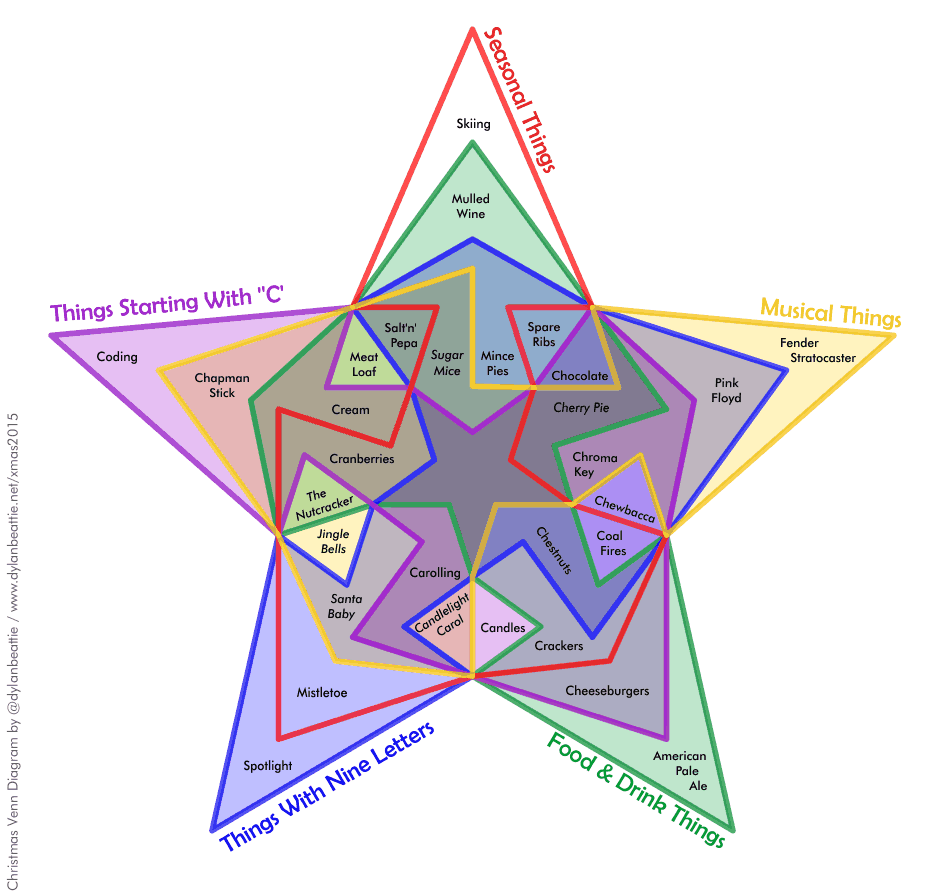 Seasonal Things
Skiing
Mulled
Wine
Things Starting With "C'
Musical Things
Coding
Fender
Stratocaster
Chapman
Stick
Salt'n'
Pepa
Meat
Loaf
Sugar
Mice
Mince
Pies
Spare
Ribs
Chocolate
Pink
Floyd
Cream
Cherry Pie
Cranberries
Chroma
Key
The
Nutcracker
Chewbacca
Jingle
Bells
Coal
Fires
Chestnuts
Carolling
Santa
Baby
Candlelight
Carol
Candles
Crackers
Mistletoe
Cheeseburgers
Spotlight
American
Pale
Ale
Things With Nine Letters
Food & Drink Things
Christmas Venn Diagram by @dylanbeattie / www.dylanbeattie.net/xmas2015